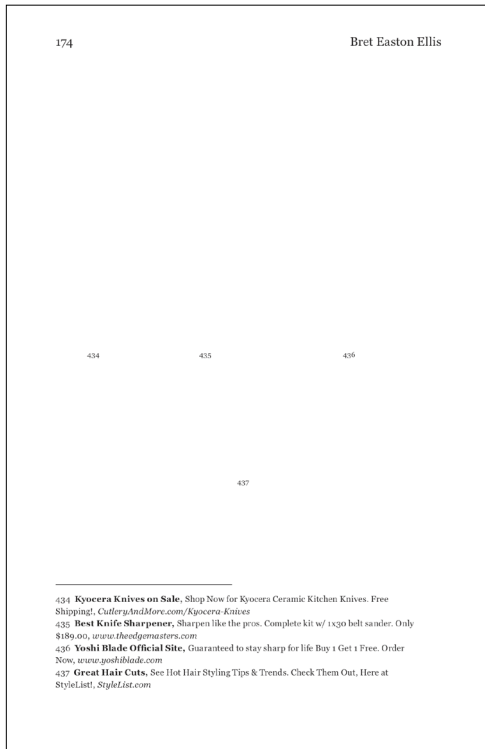 174 Bret Easton Ellis
434 435 436
437
434 Kyocera Knives on Sale, Shop Now for Kyocera Ceramic Kitchen Knives. Free
Shipping!, CutleryAndMore.com/Kyocera-Knives
435 Best Knife Sharpener, Sharpen like the pros. Complete kit w/ 1x30 belt sander. Only
$189.00, www.theedgemasters.com
436 Yoshi Blade Official Site, Guaranteed to stay sharp for life Buy 1 Get 1 Free. Order
Now, www.yoshiblade.com
437 Great Hair Cuts, See Hot Hair Styling Tips & Trends. Check Them Out, Here at
StyleList!, StyleList.com